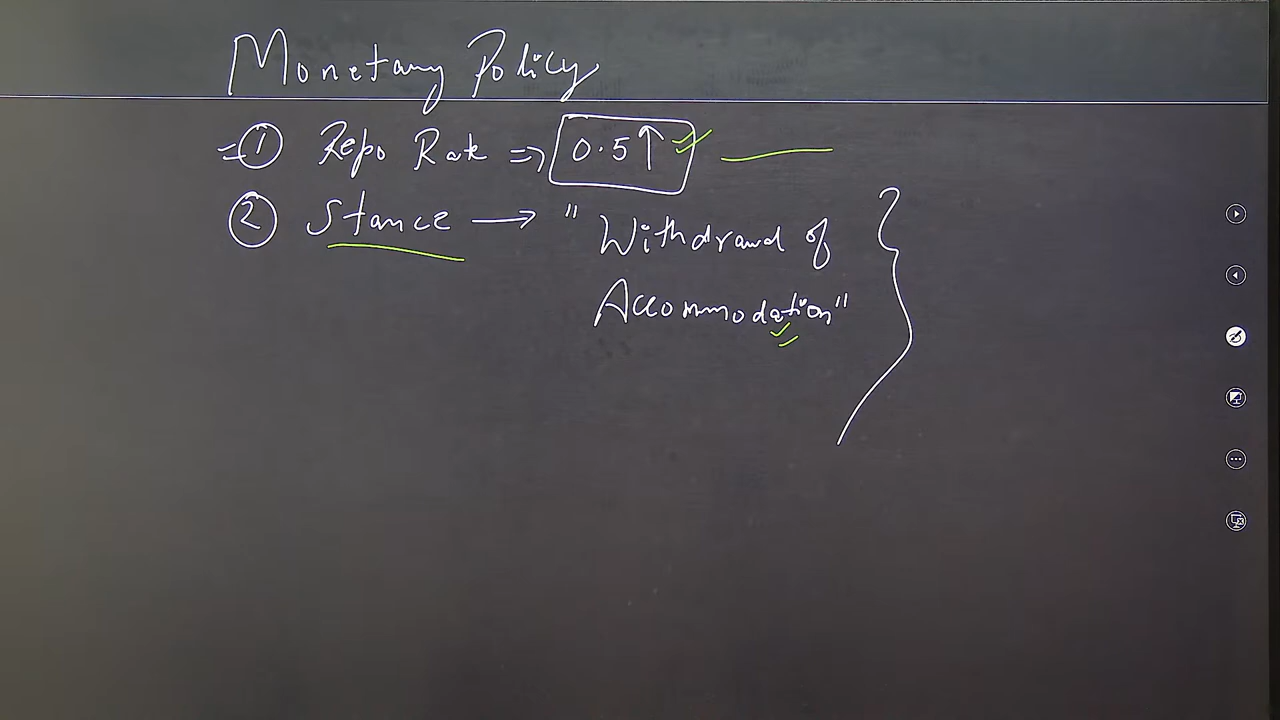 Monetary Policy
① Repo Rate => 0.5↑
② Stance → "Withdrawal of
Accommodation"